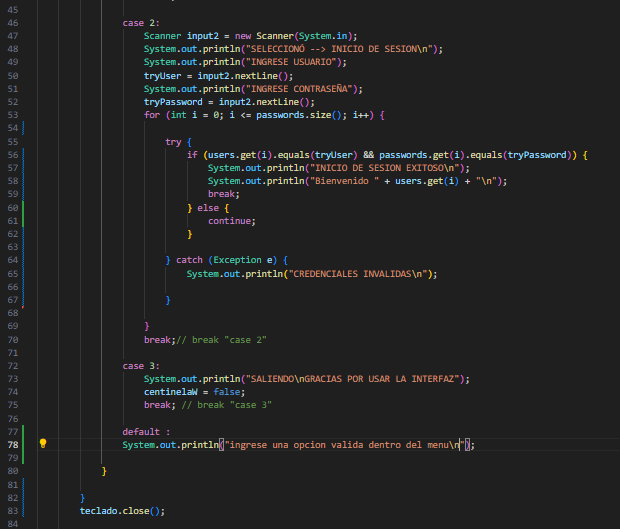 45
46 case 2:
47 Scanner input2 = new Scanner(System.in);
48 System.out.println("SELECCIONÓ --> INICIO DE SESION\n");
49 System.out.println("INGRESE USUARIO");
50 tryUser = input2.nextLine();
51 System.out.println("INGRESE CONTRASEÑA");
52 tryPassword = input2.nextLine();
53 for (int i = 0; i <= passwords.size(); i++) {
54
55 try {
56 if (users.get(i).equals(tryUser) && passwords.get(i).equals(tryPassword)) {
57 System.out.println("INICIO DE SESION EXITOSO\n");
58 System.out.println("Bienvenido " + users.get(i) + "\n");
59 break;
60 } else {
61 continue;
62 }
63
64 } catch (Exception e) {
65 System.out.println("CREDENCIALES INVALIDAS\n");
66
67 }
68
69 }
70 break;// break "case 2"
71
72 case 3:
73 System.out.println("SALIENDO\nGRACIAS POR USAR LA INTERFAZ");
74 centinelaW = false;
75 break; // break "case 3"
76
77 default :
78 System.out.println("ingrese una opcion valida dentro del menu\n");
79
80 }
81
82 }
83 teclado.close();
84